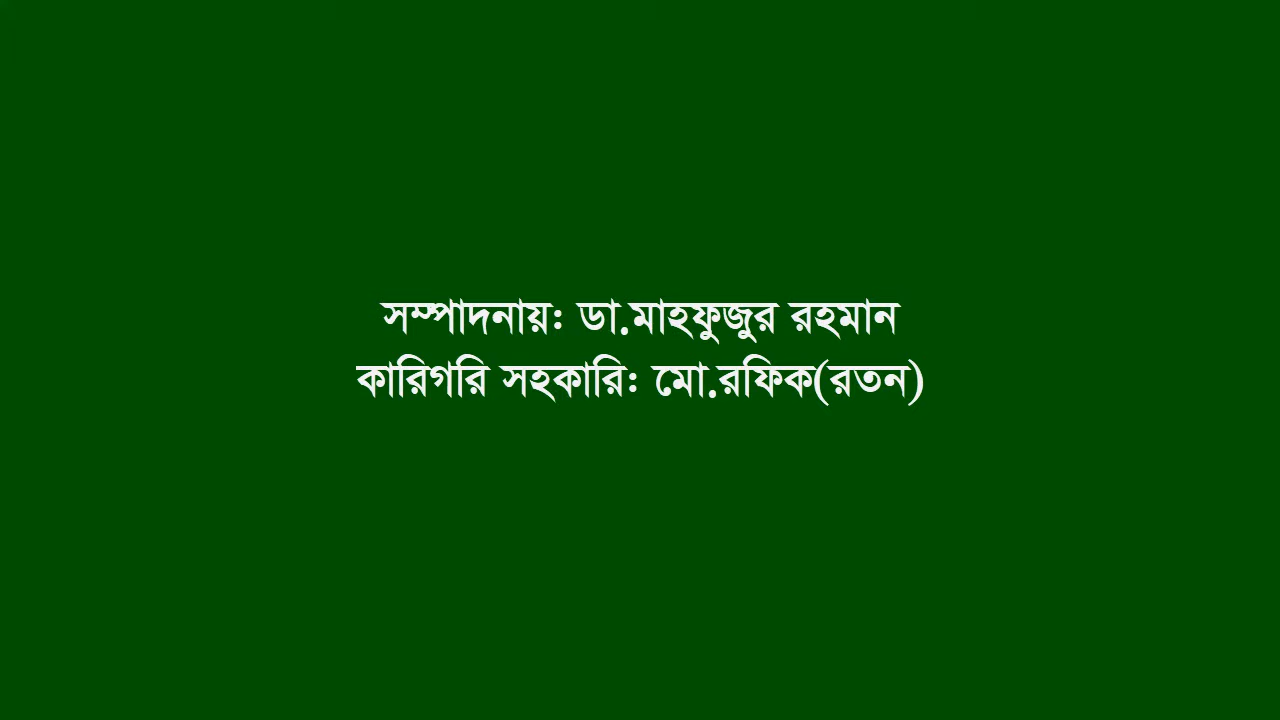 সম্পাদনায়: ডা.মাহফুজুর রহমান
কারিগরি সহকারি: মো.রফিক(রতন)